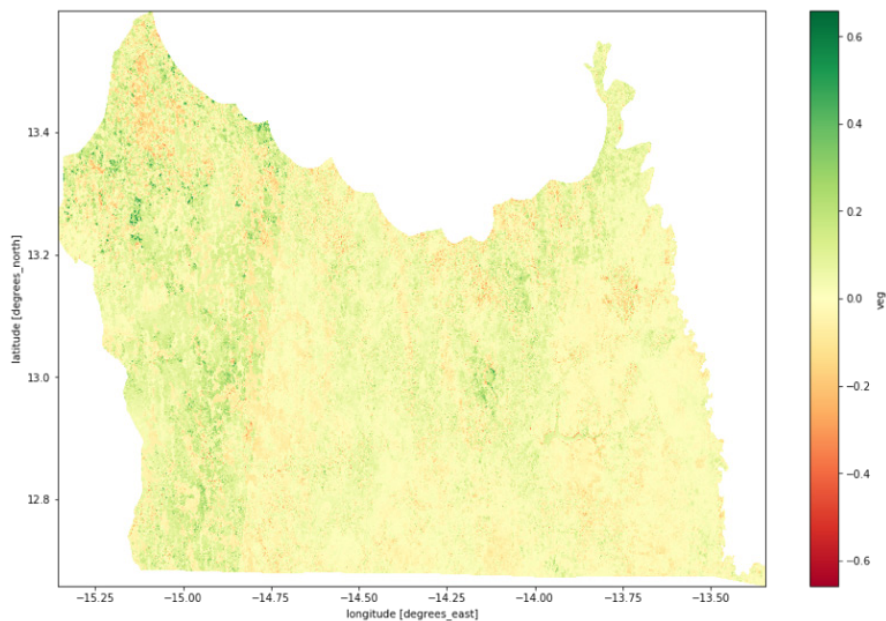 13.4
13.2
13.0
12.8
latitude [degrees_north]
−15.25 −15.00 −14.75 −14.50 −14.25 −14.00 −13.75 −13.50
longitude [degrees_east]
0.6
0.4
0.2
0.0
−0.2
−0.4
−0.6
veg